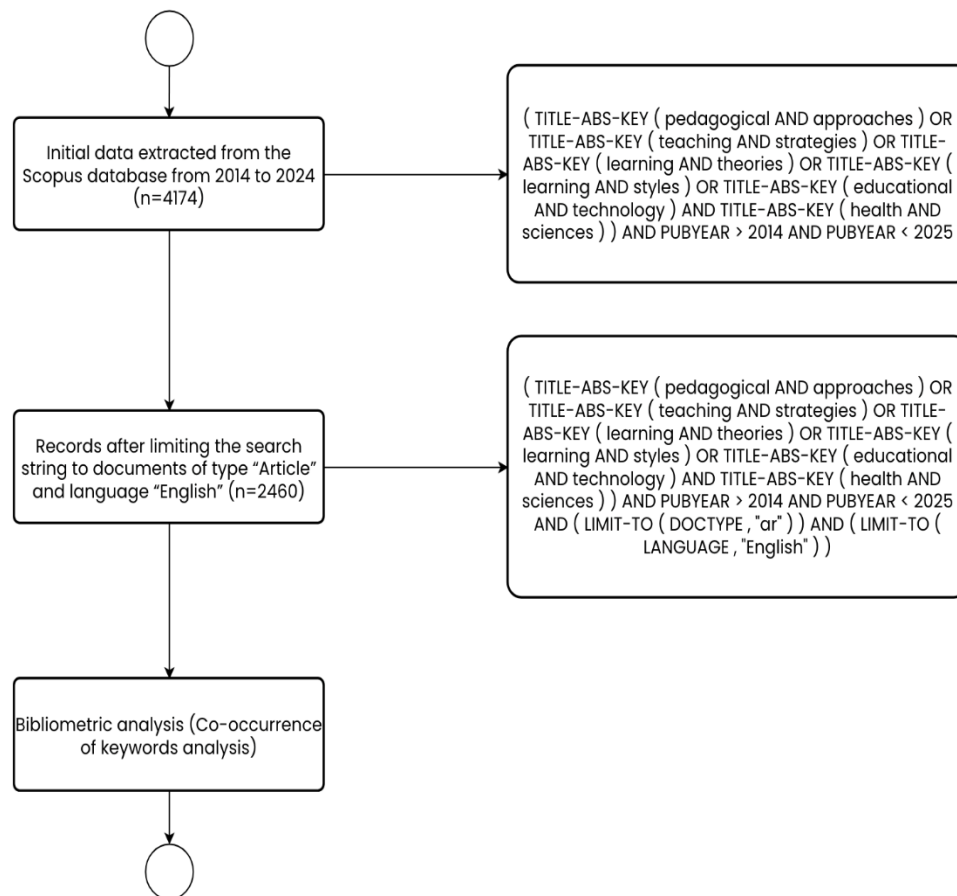 Initial data extracted from the
Scopus database from 2014 to 2024
(n=4174)
( TITLE-ABS-KEY ( pedagogical AND approaches ) OR
TITLE-ABS-KEY ( teaching AND strategies ) OR TITLE-
ABS-KEY ( learning AND theories ) OR TITLE-ABS-KEY (
learning AND styles ) OR TITLE-ABS-KEY ( educational
AND technology ) AND TITLE-ABS-KEY ( health AND
sciences ) ) AND PUBYEAR > 2014 AND PUBYEAR < 2025
Records after limiting the search
string to documents of type “Article”
and language “English” (n=2460)
( TITLE-ABS-KEY ( pedagogical AND approaches ) OR
TITLE-ABS-KEY ( teaching AND strategies ) OR TITLE-
ABS-KEY ( learning AND theories ) OR TITLE-ABS-KEY (
learning AND styles ) OR TITLE-ABS-KEY ( educational
AND technology ) AND TITLE-ABS-KEY ( health AND
sciences ) ) AND PUBYEAR > 2014 AND PUBYEAR < 2025
AND ( LIMIT-TO ( DOCTYPE , "ar" ) ) AND ( LIMIT-TO (
LANGUAGE , "English" ) )
Bibliometric analysis (Co-occurrence
of keywords analysis)